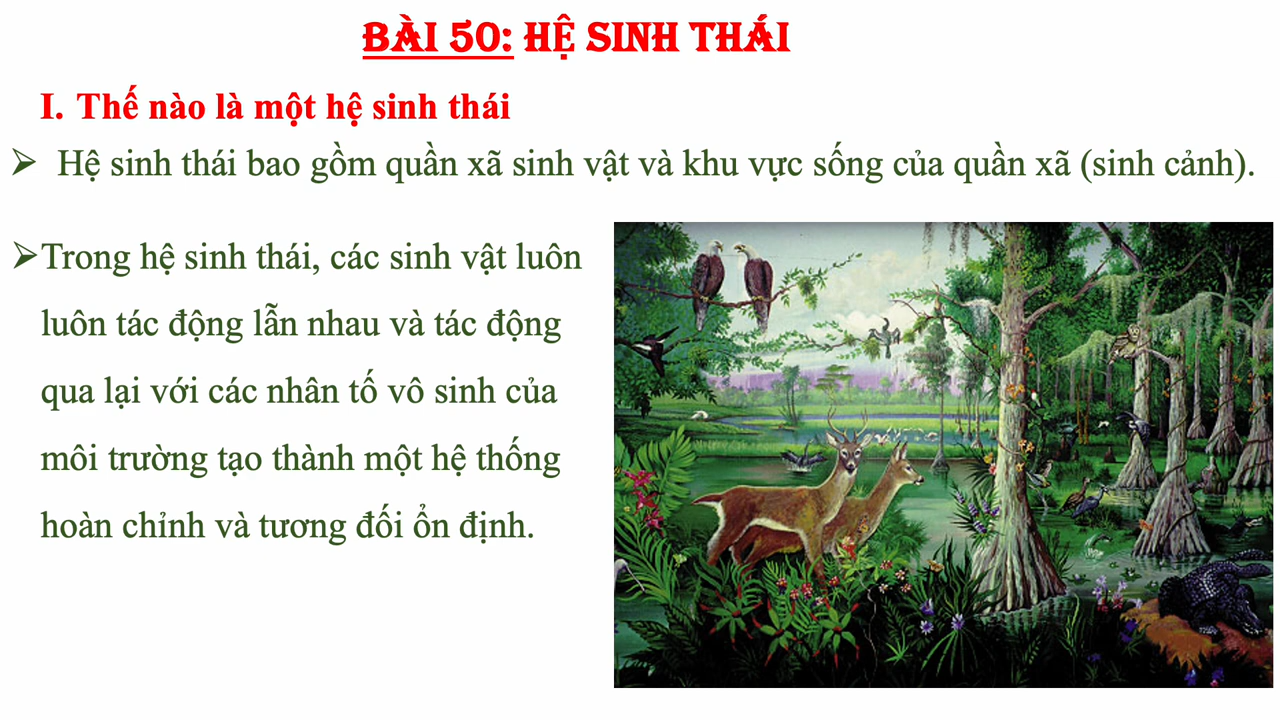 BÀI 50: HỆ SINH THÁI
I. Thế nào là một hệ sinh thái
➢ Hệ sinh thái bao gồm quần xã sinh vật và khu vực sống của quần xã (sinh cảnh).
➢Trong hệ sinh thái, các sinh vật luôn
luôn tác động lẫn nhau và tác động
qua lại với các nhân tố vô sinh của
môi trường tạo thành một hệ thống
hoàn chỉnh và tương đối ổn định.